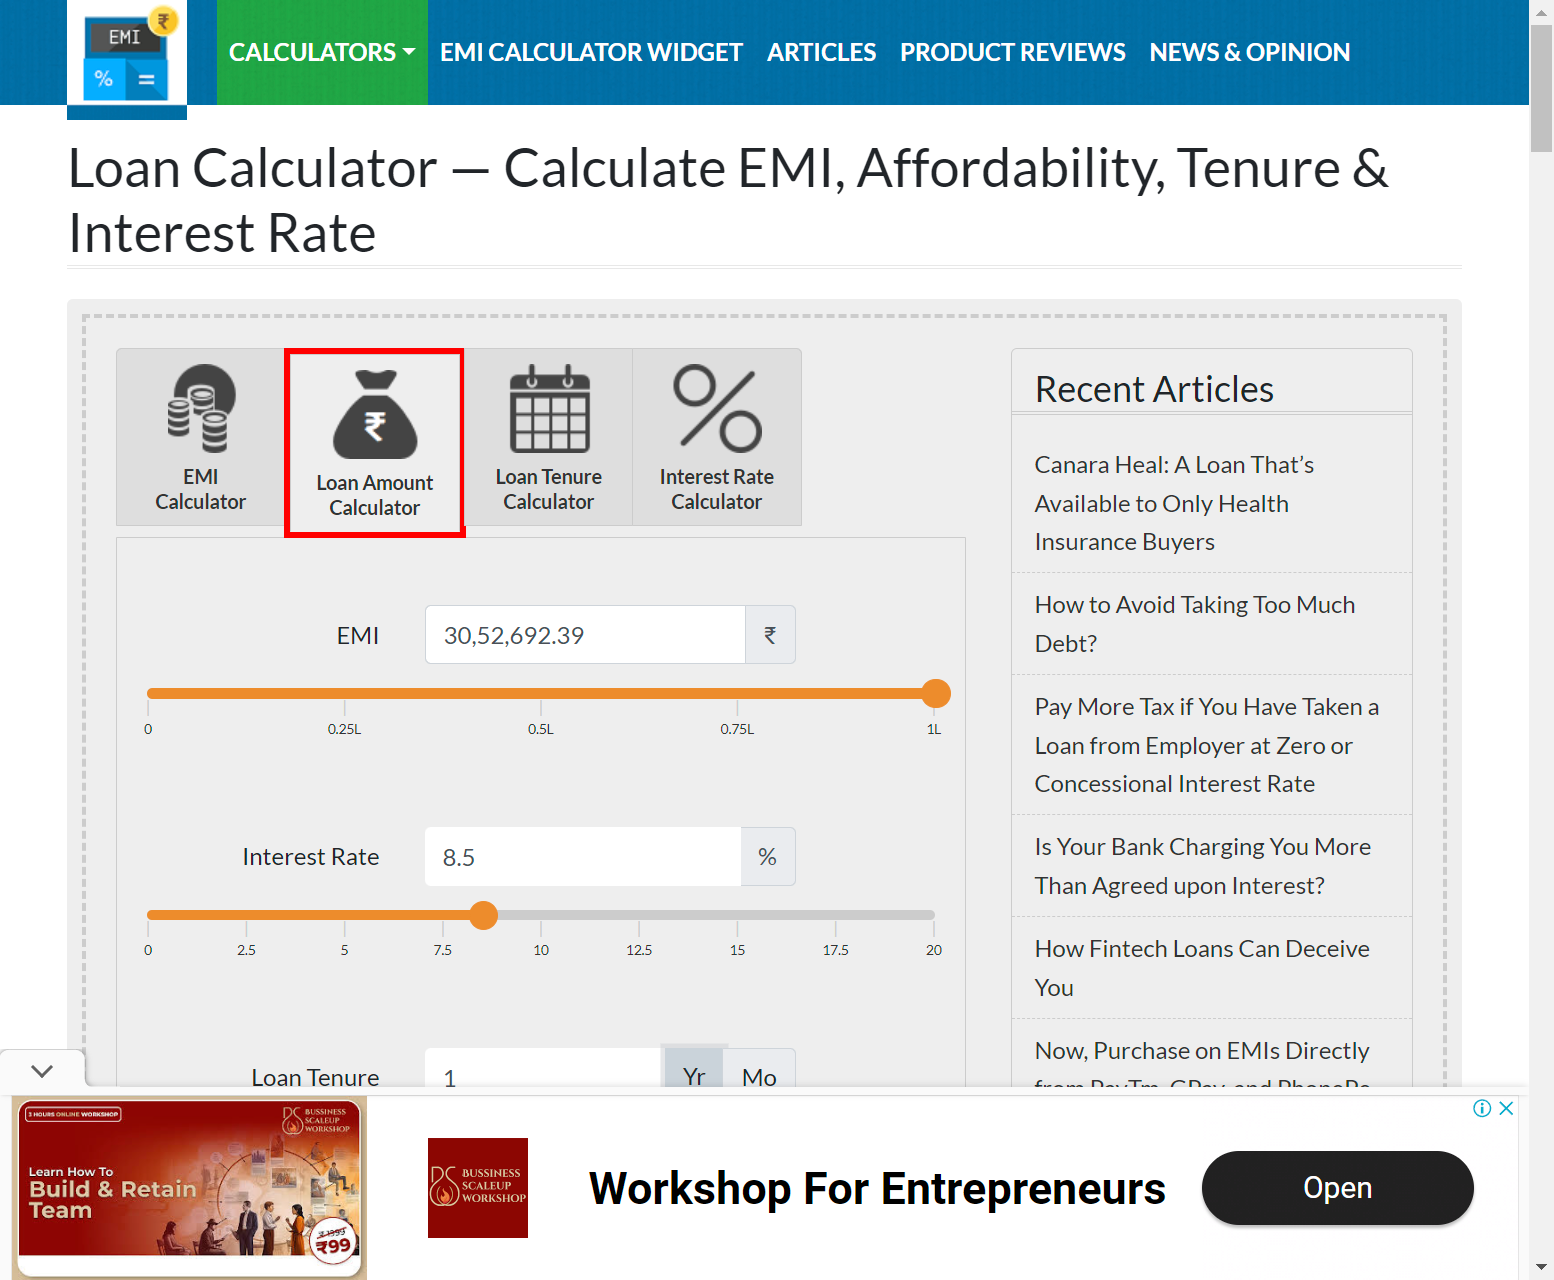 EMI
₹
%
=
CALCULATORS
EMI CALCULATOR WIDGET
ARTICLES
PRODUCT REVIEWS
NEWS & OPINION
Loan Calculator — Calculate EMI, Affordability, Tenure &
Interest Rate
EMI
Calculator
₹
Loan Amount
Calculator
Loan Tenure
Calculator
Interest Rate
Calculator
EMI
30,52,692.39
₹
0
0.25L
0.5L
0.75L
1L
Interest Rate
8.5
%
0
2.5
5
7.5
10
12.5
15
17.5
20
Loan Tenure
1
Yr
Mo
Recent Articles
Canara Heal: A Loan That’s
Available to Only Health
Insurance Buyers
How to Avoid Taking Too Much
Debt?
Pay More Tax if You Have Taken a
Loan from Employer at Zero or
Concessional Interest Rate
Is Your Bank Charging You More
Than Agreed upon Interest?
How Fintech Loans Can Deceive
You
Now, Purchase on EMIs Directly
from PayTm, GPay, and PhonePe
3 HOURS ONLINE WORKSHOP
BUSSINESS
SCALEUP
WORKSHOP
Learn How To
Build & Retain
Team
₹1399
₹99
BUSSINESS
SCALEUP
WORKSHOP
Workshop For Entrepreneurs
Open